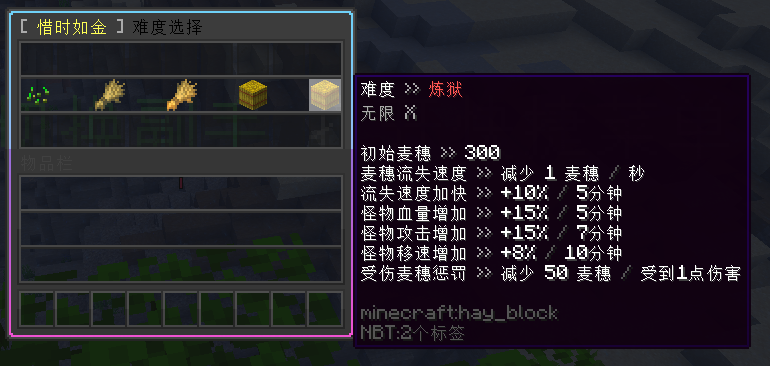 [ 惜时如金 ] 难度选择
物品栏
难度 >> 炼狱
无限 X
初始麦穗 >> 300
麦穗流失速度 >> 减少 1 麦穗 / 秒
流失速度加快 >> +10% / 5分钟
怪物血量增加 >> +15% / 5分钟
怪物攻击增加 >> +15% / 7分钟
怪物移速增加 >> +8% / 10分钟
受伤麦穗惩罚 >> 减少 50 麦穗 / 受到1点伤害
minecraft:hay_block
NBT:2个标签